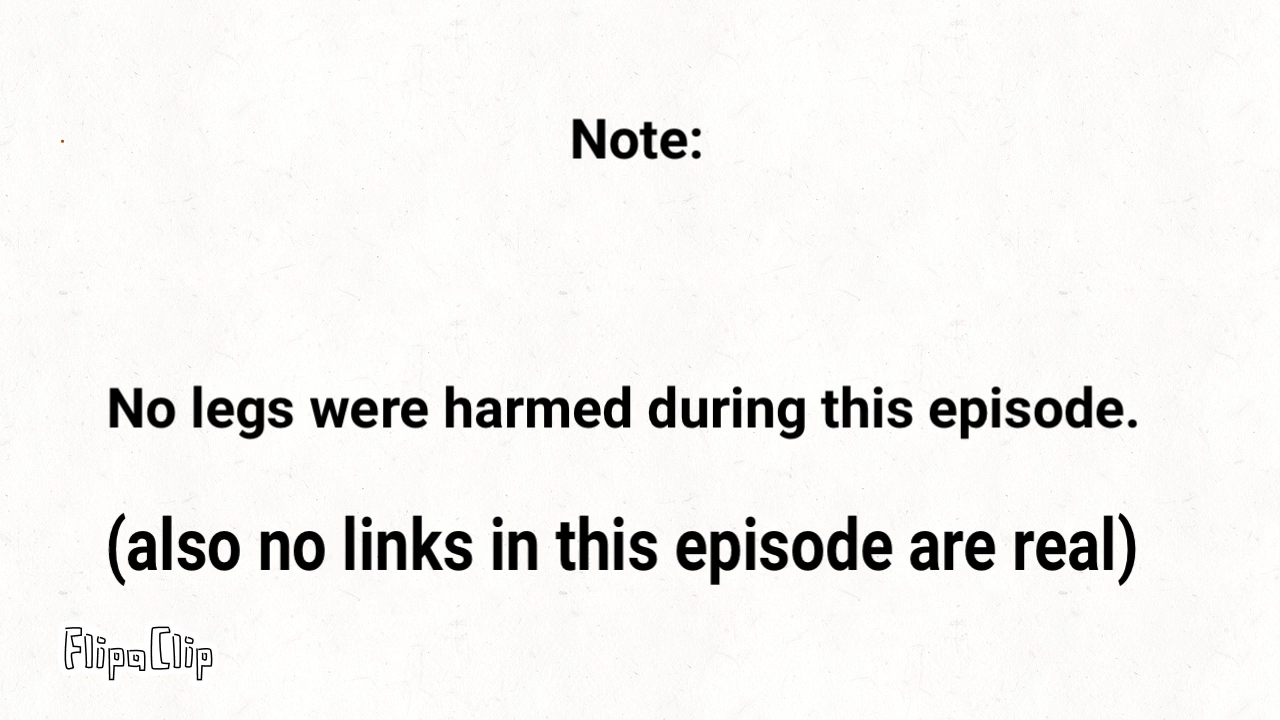 Note:
No legs were harmed during this episode.
(also no links in this episode are real)
FlipaClip